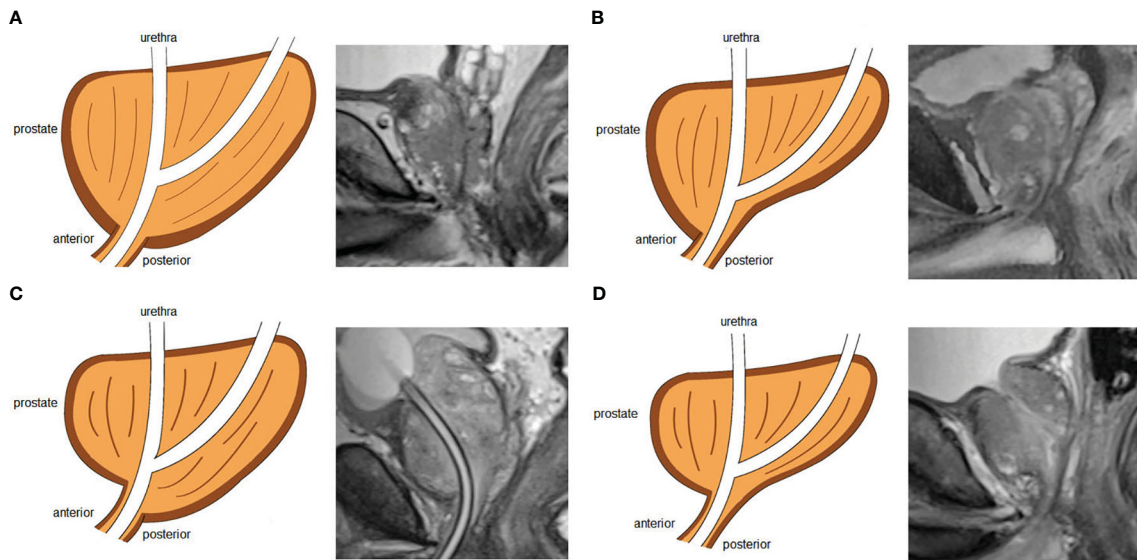 A
urethra
prostate
anterior
posterior
B
urethra
prostate
anterior
posterior
C
urethra
prostate
anterior
posterior
D
urethra
prostate
anterior
posterior